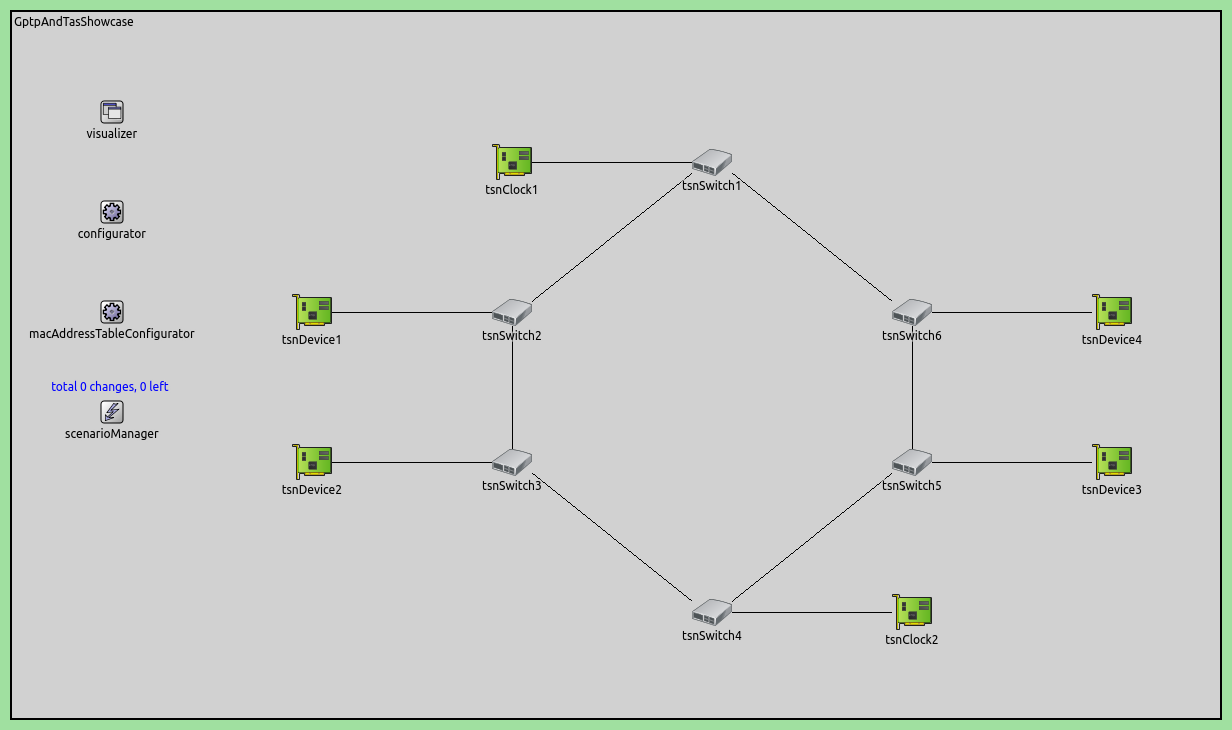 GptpAndTasShowcase
visualizer
tsnClock1
tsnSwitch1
configurator
macAddressTableConfigurator
tsnDevice1
tsnSwitch2
tsnSwitch6
tsnDevice4
total 0 changes, 0 left
scenarioManager
tsnDevice2
tsnSwitch3
tsnSwitch5
tsnDevice3
tsnSwitch4
tsnClock2